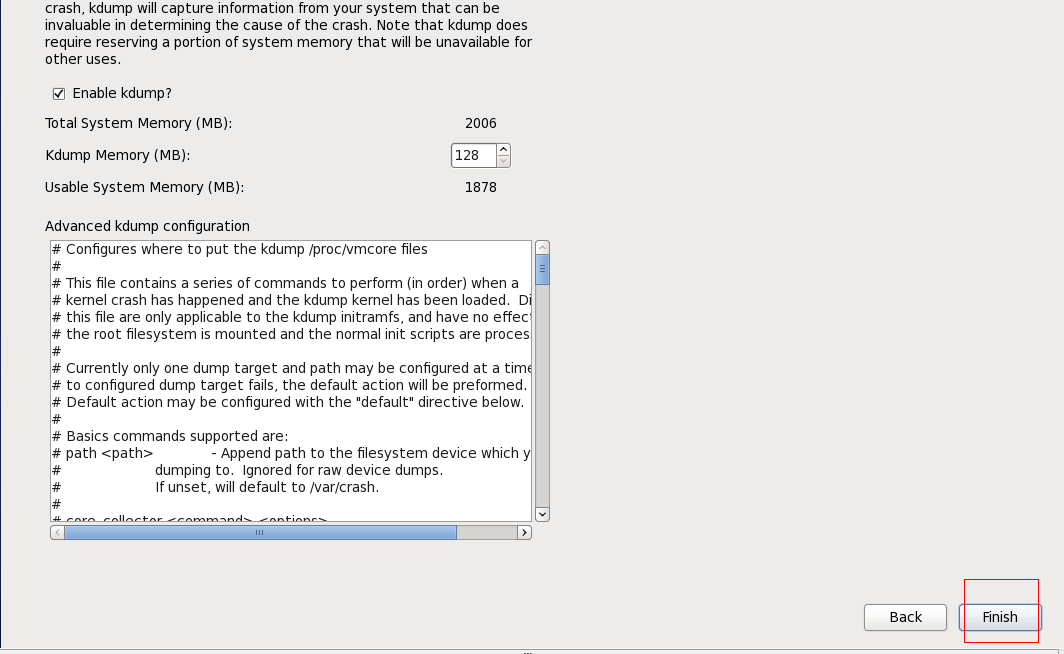 crash, kdump will capture information from your system that can be
invaluable in determining the cause of the crash. Note that kdump does
require reserving a portion of system memory that will be unavailable for
other uses.
Enable kdump?
Total System Memory (MB): 2006
Kdump Memory (MB): 128
Usable System Memory (MB): 1878
Advanced kdump configuration
# Configures where to put the kdump /proc/vmcore files
#
# This file contains a series of commands to perform (in order) when a
# kernel crash has happened and the kdump kernel has been loaded.  Di
# this file are only applicable to the kdump initramfs, and have no effect
# the root filesystem is mounted and the normal init scripts are proces
#
# Currently only one dump target and path may be configured at a time
# to configured dump target fails, the default action will be preformed.
# Default action may be configured with the "default" directive below.
#
# Basics commands supported are:
# path <path>              - Append path to the filesystem device which y
#                       dumping to.  Ignored for raw device dumps.
#                       If unset, will default to /var/crash.
#
# core_collector <command> <options>
Back Finish